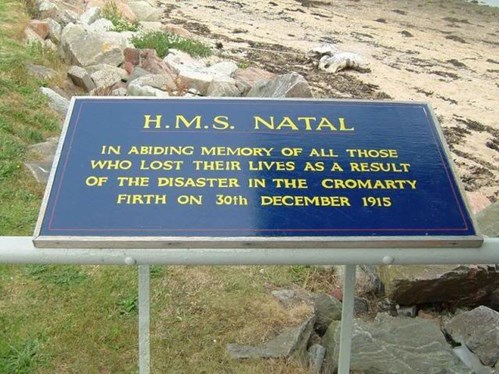 H.M.S. NATAL
IN ABIDING MEMORY OF ALL THOSE
WHO LOST THEIR LIVES AS A RESULT
OF THE DISASTER IN THE CROMARTY
FIRTH ON 30th DECEMBER 1915